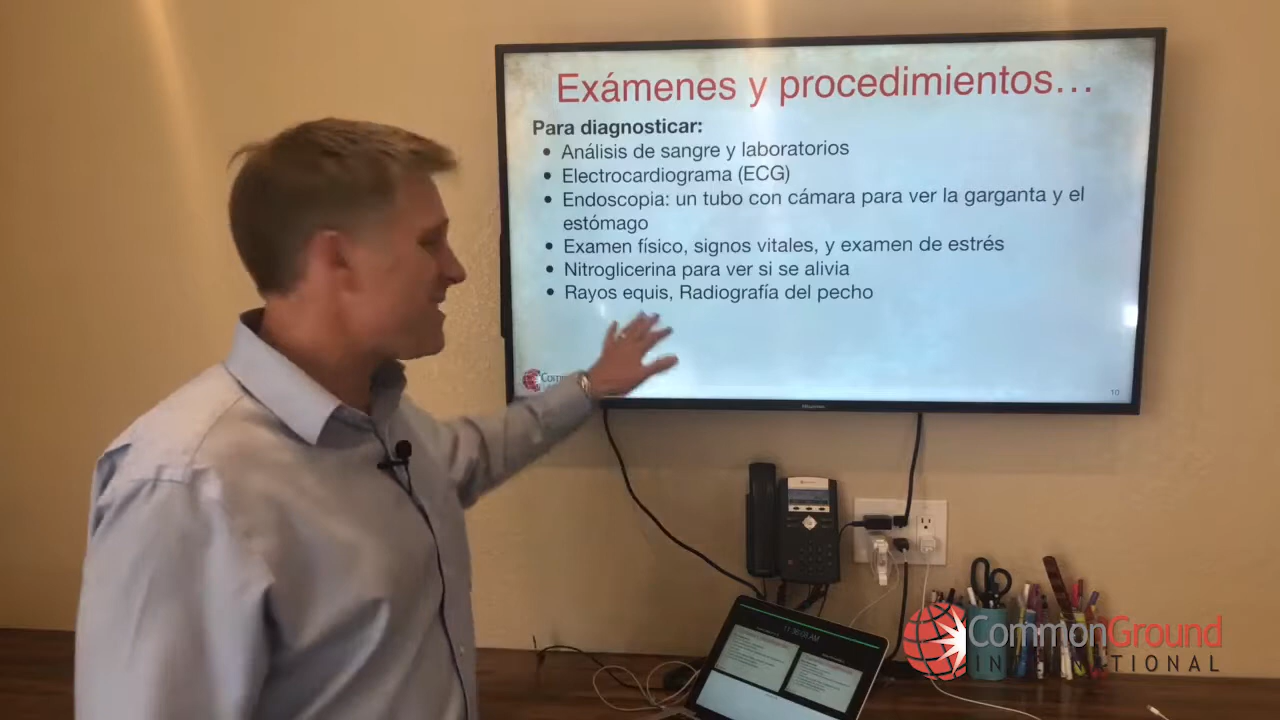 Exámenes y procedimientos…
Para diagnosticar:
• Análisis de sangre y laboratorios
• Electrocardiograma (ECG)
• Endoscopia: un tubo con cámara para ver la garganta y el
estómago
• Examen físico, signos vitales, y examen de estrés
• Nitroglicerina para ver si se alivia
• Rayos equis, Radiografía del pecho
10
Hisense
CommonGround
INTERNATIONAL